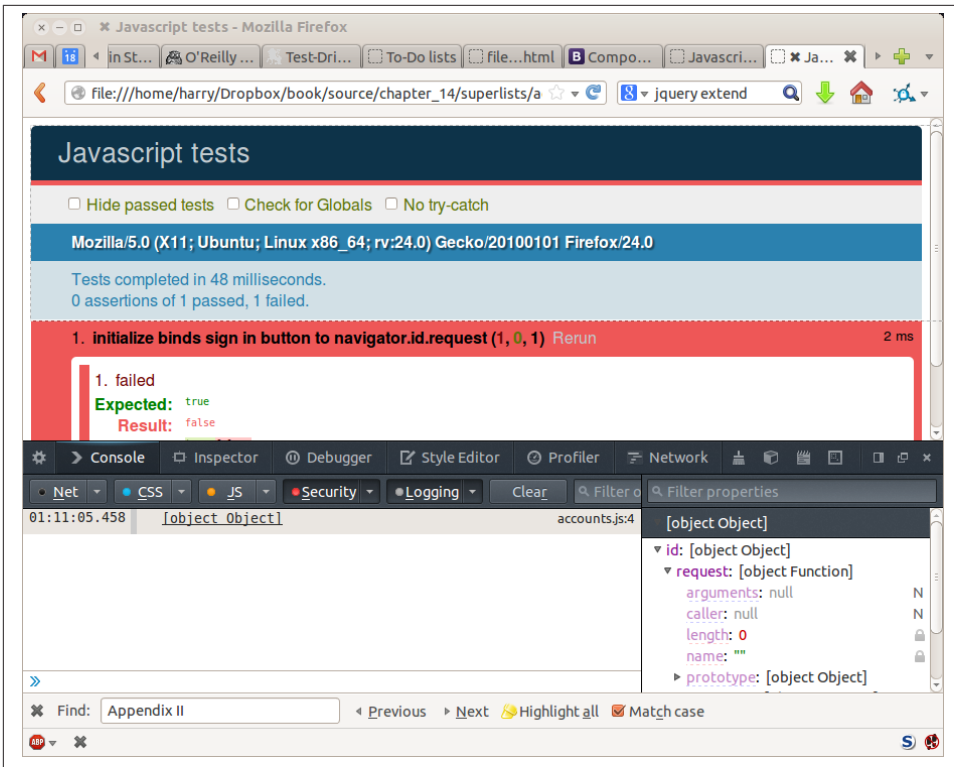 ✖ Javascript tests - Mozilla Firefox
18 in St... O'Reilly ... Test-Dri... To-Do lists file...html B Compo... Javascri... ✖ Ja...
file:///home/harry/Dropbox/book/source/chapter_14/superlists/a 8 jquery extend
Javascript tests
Hide passed tests Check for Globals No try-catch
Mozilla/5.0 (X11; Ubuntu; Linux x86_64; rv:24.0) Gecko/20100101 Firefox/24.0
Tests completed in 48 milliseconds.
0 assertions of 1 passed, 1 failed.
1. initialize binds sign in button to navigator.id.request (1, 0, 1) Rerun 2 ms
1. failed
Expected: true
Result: false
Console Inspector Debugger Style Editor Profiler Network
Net CSS JS Security Logging Clear Filter o Filter properties
01:11:05.458 [object Object] accounts.js:4
[object Object]
id: [object Object]
request: [object Function]
arguments: null N
caller: null N
length: 0
name: ""
prototype: [object Object]
»
Find: Appendix II Previous Next Highlight all Match case
ABP S